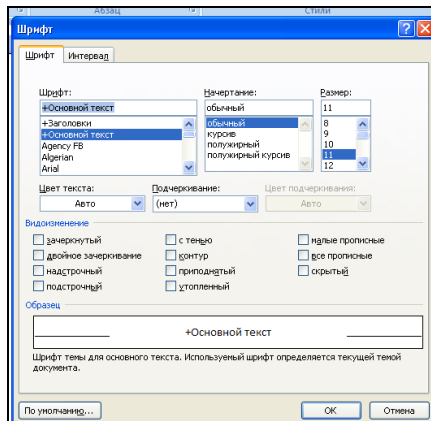 Абзац Стили
Шрифт
Шрифт Интервал
Шрифт: Начертание: Размер:
+Основной текст обычный 11
+Заголовки обычный 8
+Основной текст курсив 9
Agency FB полужирный 10
Algerian полужирный курсив 11
Arial 12
Цвет текста: Подчеркивание: Цвет подчеркивания:
Авто (нет) Авто
Видоизменение
зачеркнутый с тенью малые прописные
двойное зачеркивание контур все прописные
надстрочный приподнятый скрытый
подстрочный утопленный
Образец
+Основной текст
Шрифт темы для основного текста. Используемый шрифт определяется текущей темой
документа.
По умолчанию... ОК Отмена